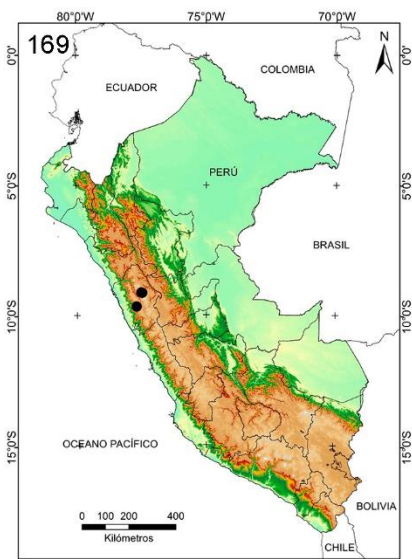 80°0'W 75°0'W 70°0'W
169
N
COLOMBIA
0°0' 0°0'
ECUADOR
PERÚ
5°0'S 5°0'S
BRASIL
10°0'S 10°0'S
OCEANO PACÍFICO
15°0'S 15°0'S
BOLIVIA
0 100 200 400
Kilómetros
CHILE